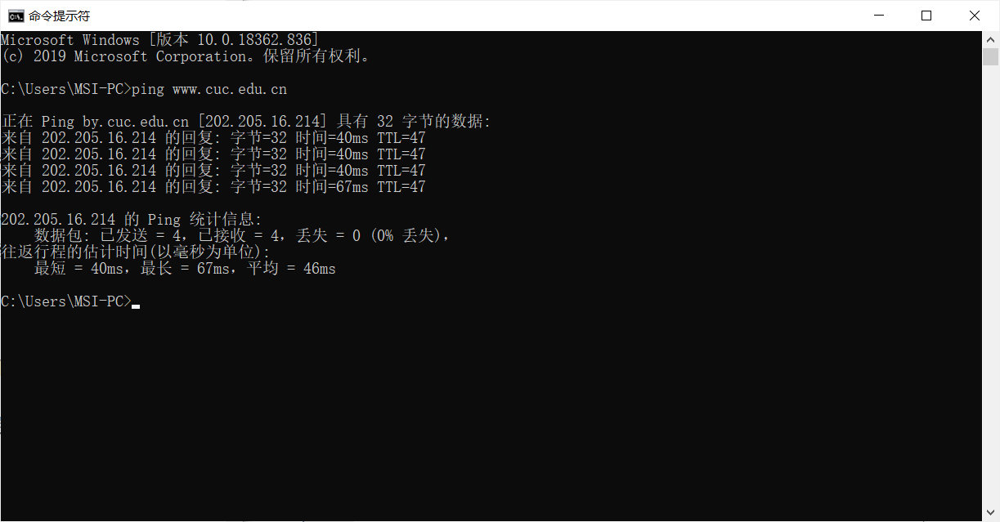 命令提示符
Microsoft Windows [版本 10.0.18362.836]
(c) 2019 Microsoft Corporation。保留所有权利。
C:\Users\MSI-PC>ping www.cuc.edu.cn
正在 Ping by.cuc.edu.cn [202.205.16.214] 具有 32 字节的数据:
来自 202.205.16.214 的回复: 字节=32 时间=40ms TTL=47
来自 202.205.16.214 的回复: 字节=32 时间=40ms TTL=47
来自 202.205.16.214 的回复: 字节=32 时间=40ms TTL=47
来自 202.205.16.214 的回复: 字节=32 时间=67ms TTL=47
202.205.16.214 的 Ping 统计信息:
数据包: 已发送 = 4，已接收 = 4，丢失 = 0 (0% 丢失)，
往返行程的估计时间(以毫秒为单位):
最短 = 40ms，最长 = 67ms，平均 = 46ms
C:\Users\MSI-PC>